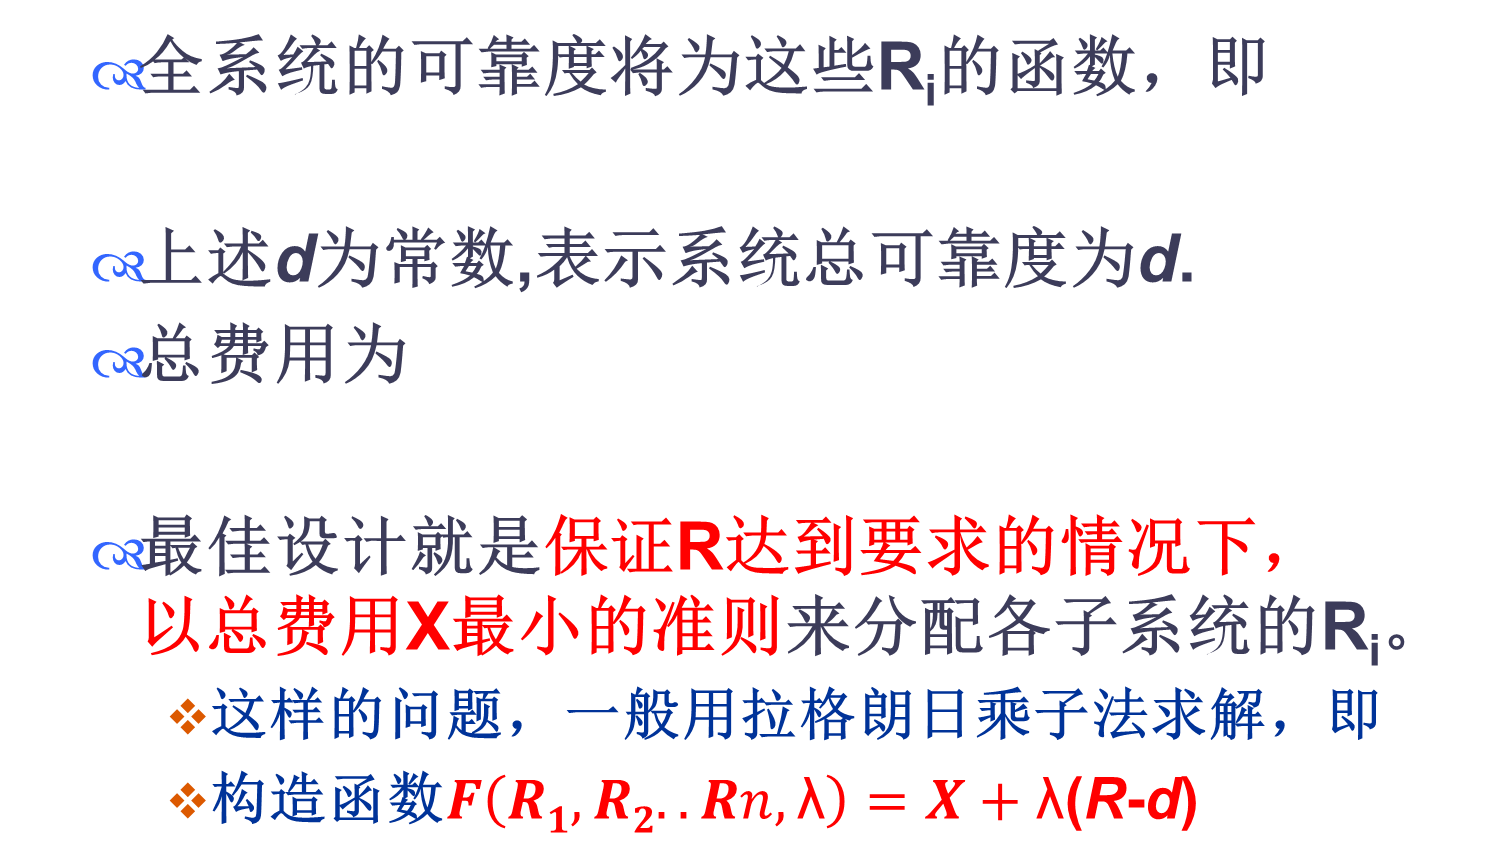 全系统的可靠度将为这些Ri的函数，即
上述d为常数,表示系统总可靠度为d.
总费用为
最佳设计就是保证R达到要求的情况下，
以总费用X最小的准则来分配各子系统的Ri。
这样的问题，一般用拉格朗日乘子法求解，即
构造函数F(R1, R2. . Rn, λ) = X + λ(R-d)